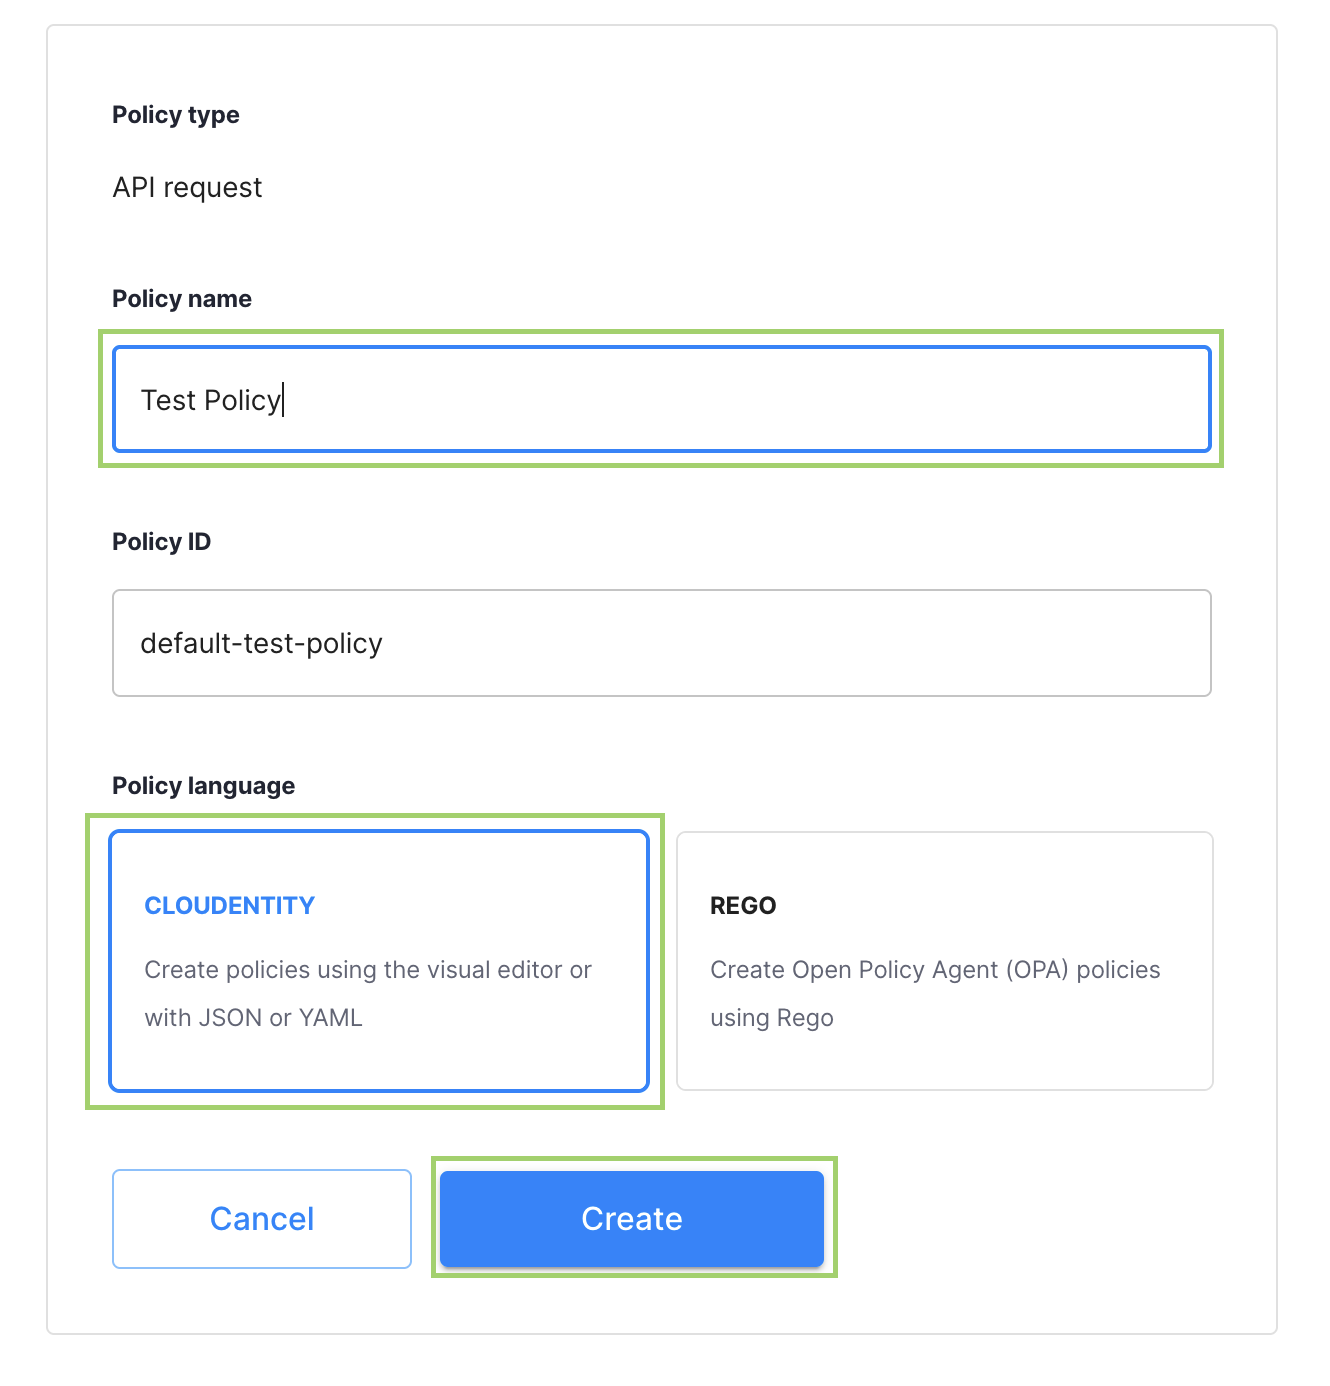 Policy type
API request
Policy name
Test Policy
Policy ID
default-test-policy
Policy language
CLOUDENTITY
Create policies using the visual editor or
with JSON or YAML
REGO
Create Open Policy Agent (OPA) policies
using Rego
Cancel
Create